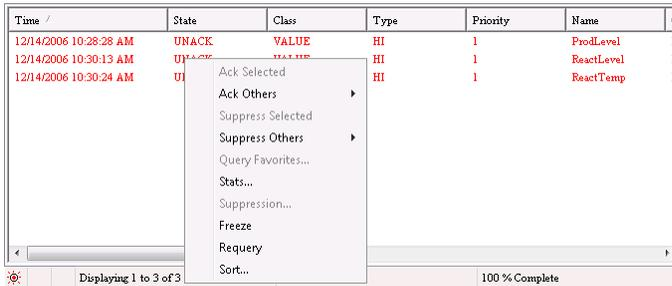 Time / State Class Type Priority Name
12/14/2006 10:28:28 AM UNACK VALUE HI 1 ProdLevel
12/14/2006 10:30:13 AM UNACK VALUE HI 1 ReactLevel
12/14/2006 10:30:24 AM HI 1 ReactTemp
Ack Selected
Ack Others
Suppress Selected
Suppress Others
Query Favorites...
Stats...
Suppression...
Freeze
Requery
Sort...
Displaying 1 to 3 of 3 100 % Complete